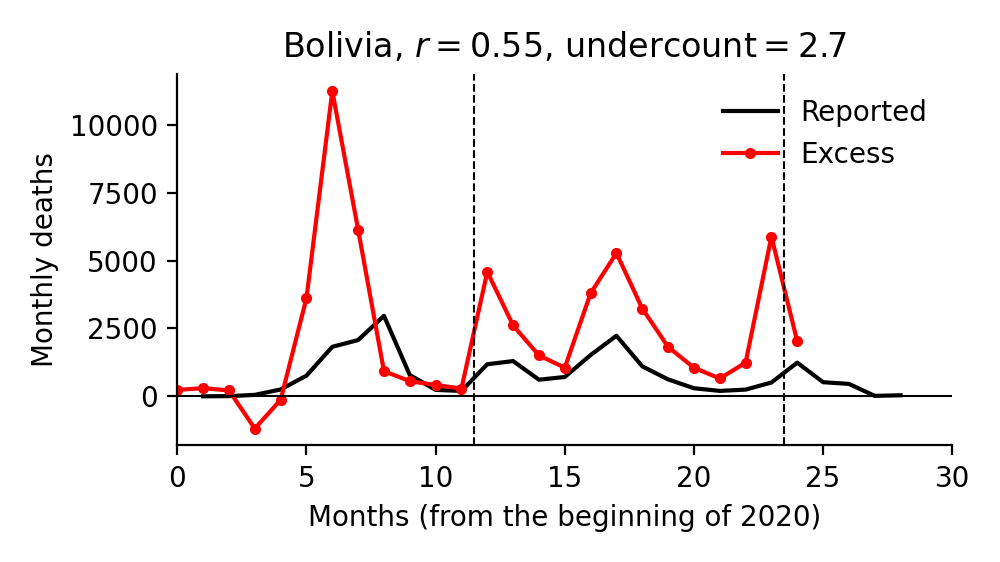 Bolivia, r = 0.55, undercount = 2.7
Reported
Excess
Monthly deaths
10000
7500
5000
2500
0
0 5 10 15 20 25 30
Months (from the beginning of 2020)